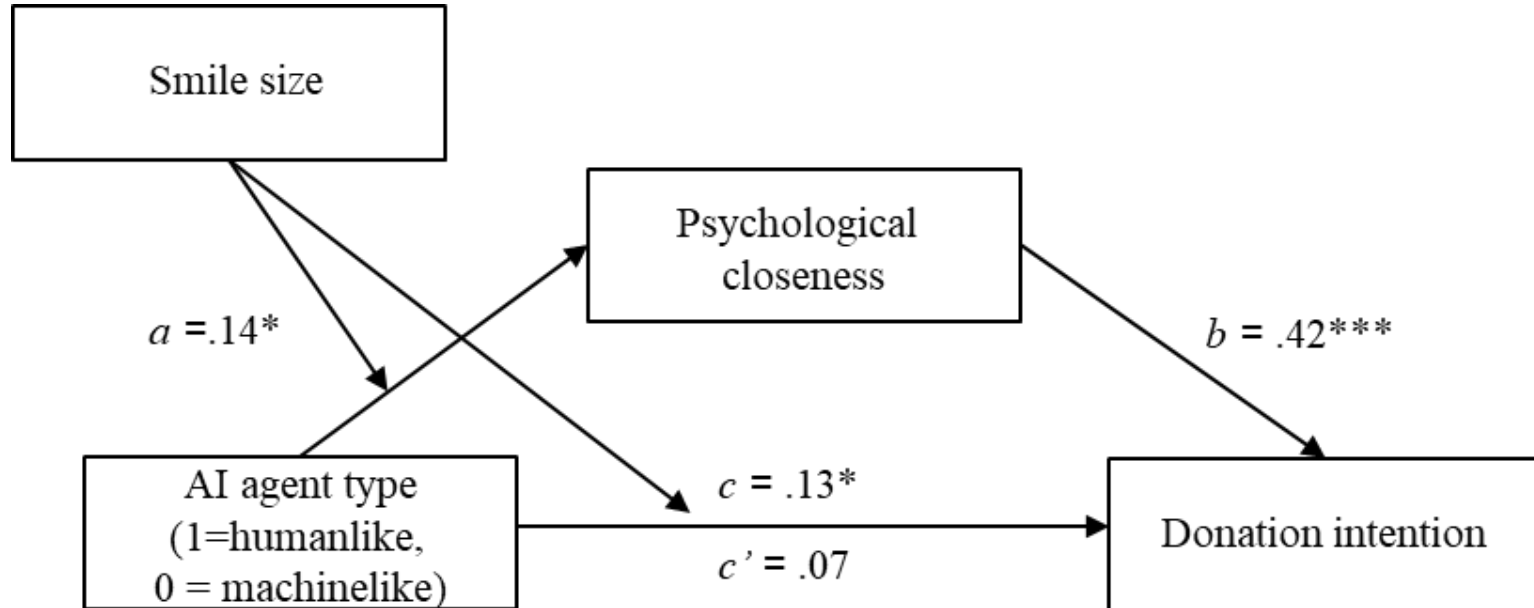 Smile size
Psychological
closeness
a =.14*
b = .42***
AI agent type
(1=humanlike,
0 = machinelike)
c = .13*
c’ = .07
Donation intention